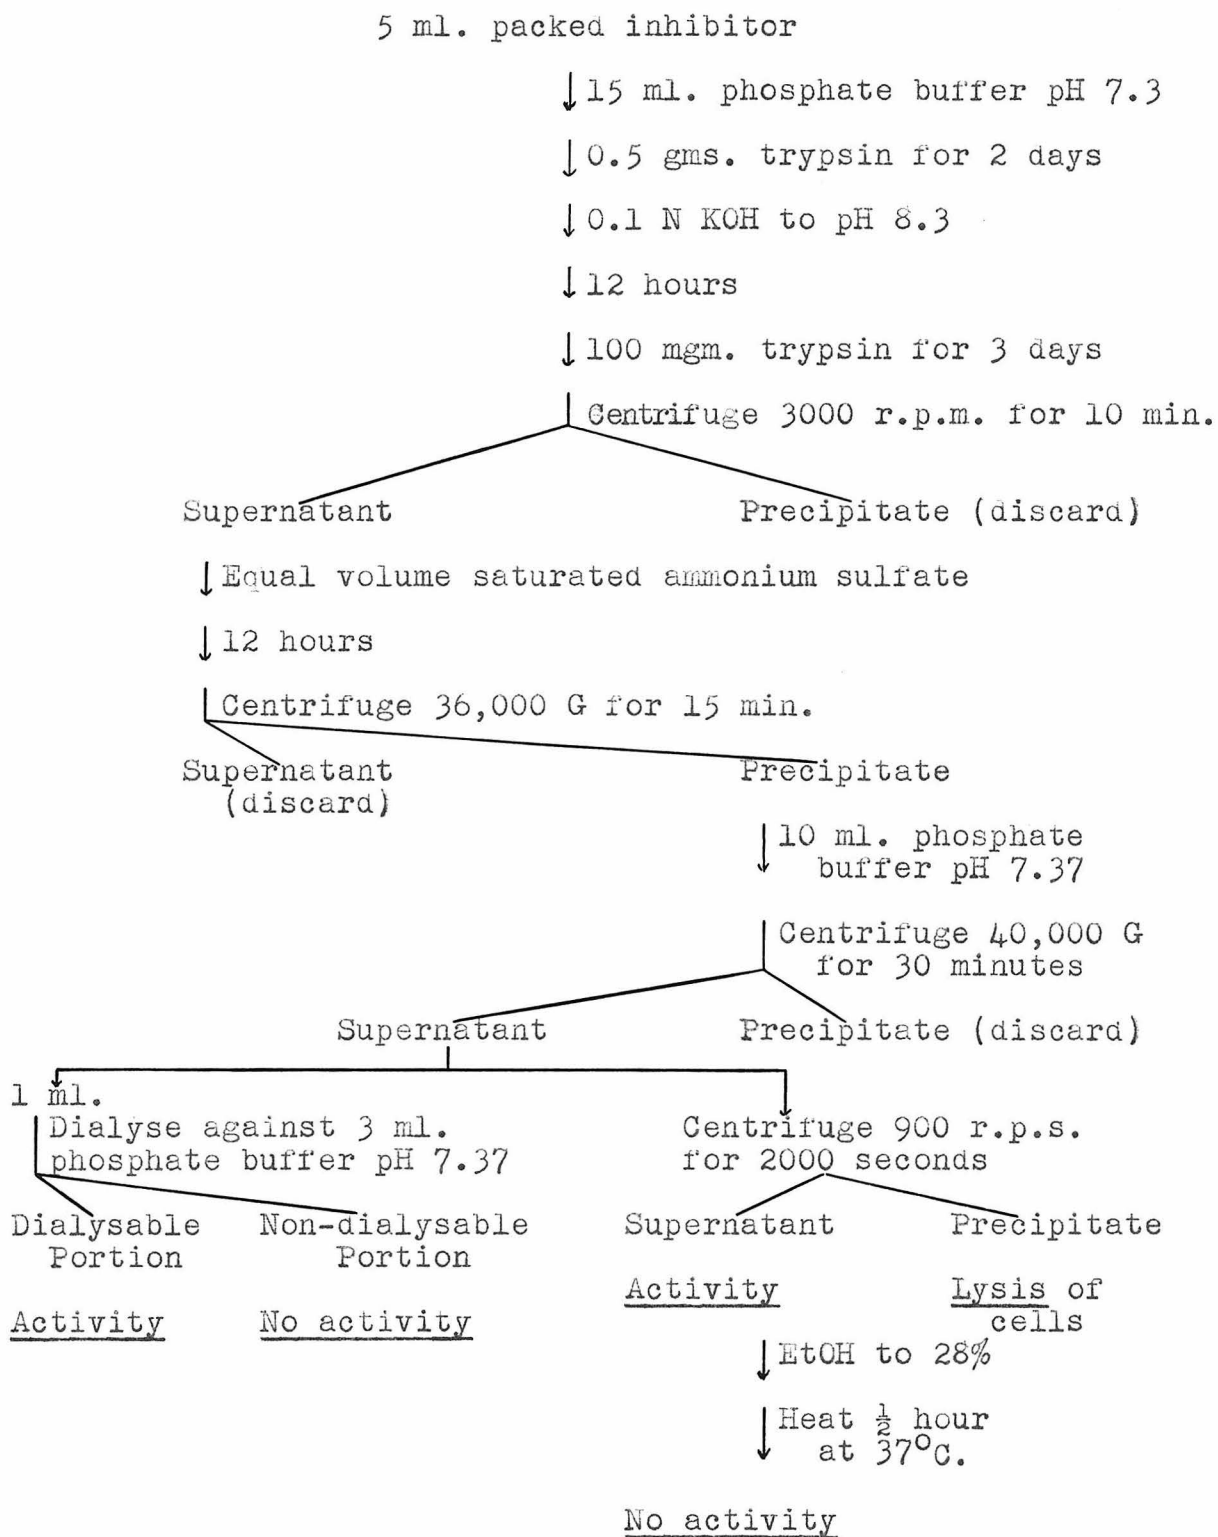 5 ml. packed inhibitor
15 ml. phosphate buffer pH 7.3
0.5 gms. trypsin for 2 days
0.1 N KOH to pH 8.3
12 hours
100 mgm. trypsin for 3 days
Centrifuge 3000 r.p.m. for 10 min.
Supernatant
Precipitate (discard)
Equal volume saturated ammonium sulfate
12 hours
Centrifuge 36,000 G for 15 min.
Supernatant
(discard)
Precipitate
10 ml. phosphate
buffer pH 7.37
Centrifuge 40,000 G
for 30 minutes
Supernatant
Precipitate (discard)
1 ml.
Dialyse against 3 ml.
phosphate buffer pH 7.37
Centrifuge 900 r.p.s.
for 2000 seconds
Dialysable
Portion
Non-dialysable
Portion
Supernatant
Precipitate
Activity
No activity
Activity
Lysis of
cells
EtOH to 28%
Heat ½ hour
at 37°C.
No activity